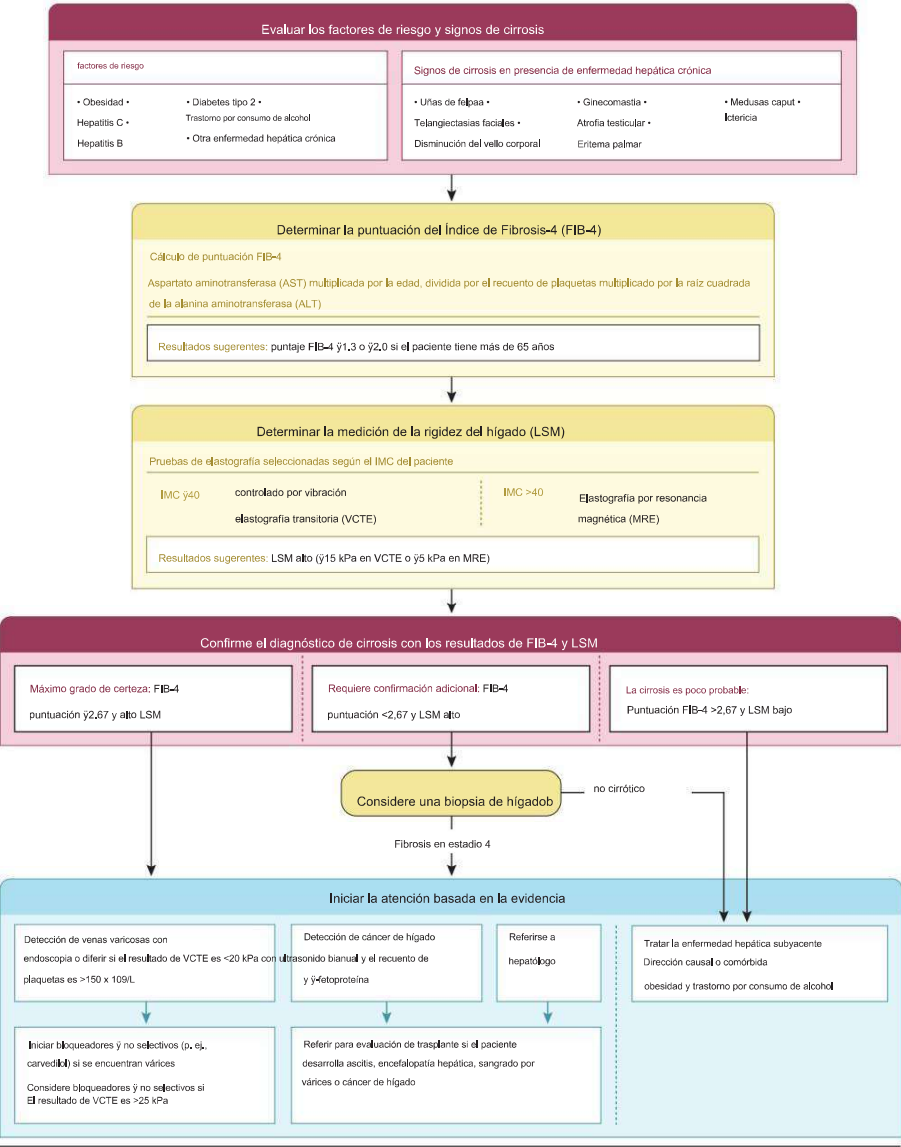 Evaluar los factores de riesgo y signos de cirrosis
factores de riesgo
• Obesidad •
Hepatitis C •
Hepatitis B
• Diabetes tipo 2 •
Trastorno por consumo de alcohol
• Otra enfermedad hepática crónica
Signos de cirrosis en presencia de enfermedad hepática crónica
• Uñas de felpaa •
Telangiectasias faciales •
Disminución del vello corporal
• Ginecomastia •
Atrofia testicular •
Eritema palmar
• Medusas caput •
Ictericia
Determinar la puntuación del Índice de Fibrosis-4 (FIB-4)
Cálculo de puntuación FIB-4
Aspartato aminotransferasa (AST) multiplicada por la edad, dividida por el recuento de plaquetas multiplicado por la raíz cuadrada
de la alanina aminotransferasa (ALT)
Resultados sugerentes: puntaje FIB-4 ÿ1.3 o ÿ2.0 si el paciente tiene más de 65 años
Determinar la medición de la rigidez del hígado (LSM)
Pruebas de elastografía seleccionadas según el IMC del paciente
IMC ÿ40
controlado por vibración
elastografía transitoria (VCTE)
IMC >40
Elastografía por resonancia
magnética (MRE)
Resultados sugerentes: LSM alto (ÿ15 kPa en VCTE o ÿ5 kPa en MRE)
Confirme el diagnóstico de cirrosis con los resultados de FIB-4 y LSM
Máximo grado de certeza: FIB-4
puntuación ÿ2.67 y alto LSM
Requiere confirmación adicional: FIB-4
puntuación <2,67 y LSM alto
La cirrosis es poco probable:
Puntuación FIB-4 >2,67 y LSM bajo
Considere una biopsia de hígadob
no cirrótico
Fibrosis en estadio 4
Iniciar la atención basada en la evidencia
Detección de venas varicosas con
endoscopia o diferir si el resultado de VCTE es <20 kPa con ultrasonido bianual y el recuento de
plaquetas es >150 x 109/L
Detección de cáncer de hígado
y ÿ-fetoproteína
Referirse a
hepatólogo
Tratar la enfermedad hepática subyacente
Dirección causal o comórbida
obesidad y trastorno por consumo de alcohol
Iniciar bloqueadores ÿ no selectivos (p. ej.,
carvedilol) si se encuentran várices
Considere bloqueadores ÿ no selectivos si
El resultado de VCTE es >25 kPa
Referir para evaluación de trasplante si el paciente
desarrolla ascitis, encefalopatía hepática, sangrado por
várices o cáncer de hígado